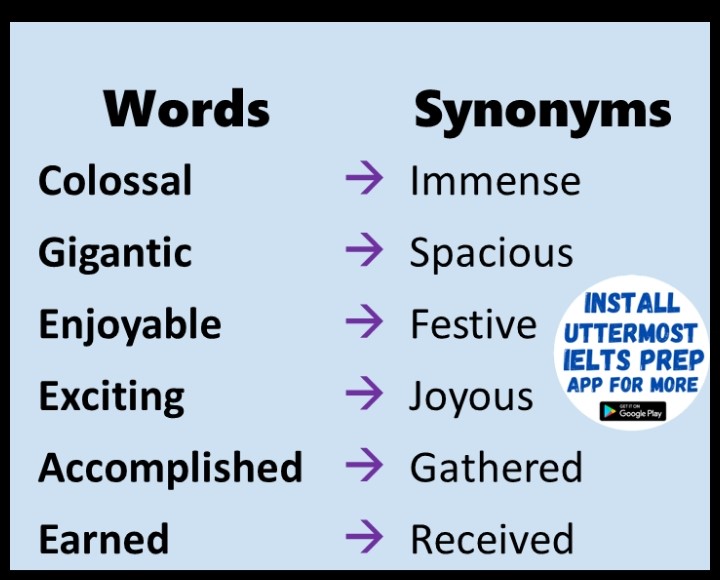 Words → Synonyms
Colossal → Immense
Gigantic → Spacious
Enjoyable → Festive
Exciting → Joyous
Accomplished → Gathered
Earned → Received
INSTALL
UTTERMOST
IELTS PREP
APP FOR MORE
GET IT ON
Google Play